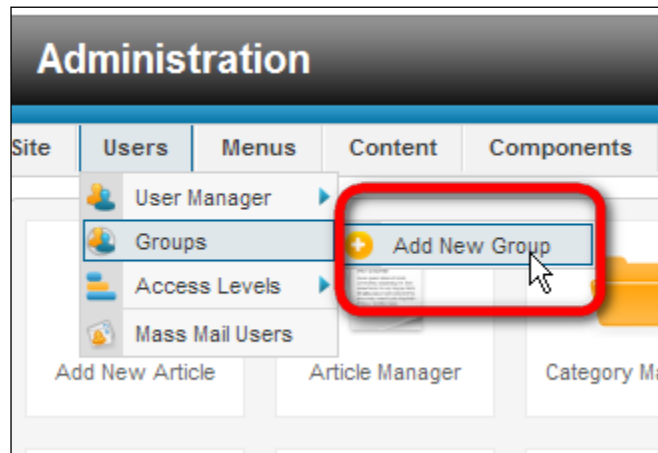 Administration
Site Users Menus Content Components
User Manager
Groups
Add New Group
Access Levels
Mass Mail Users
Add New Article Article Manager Category